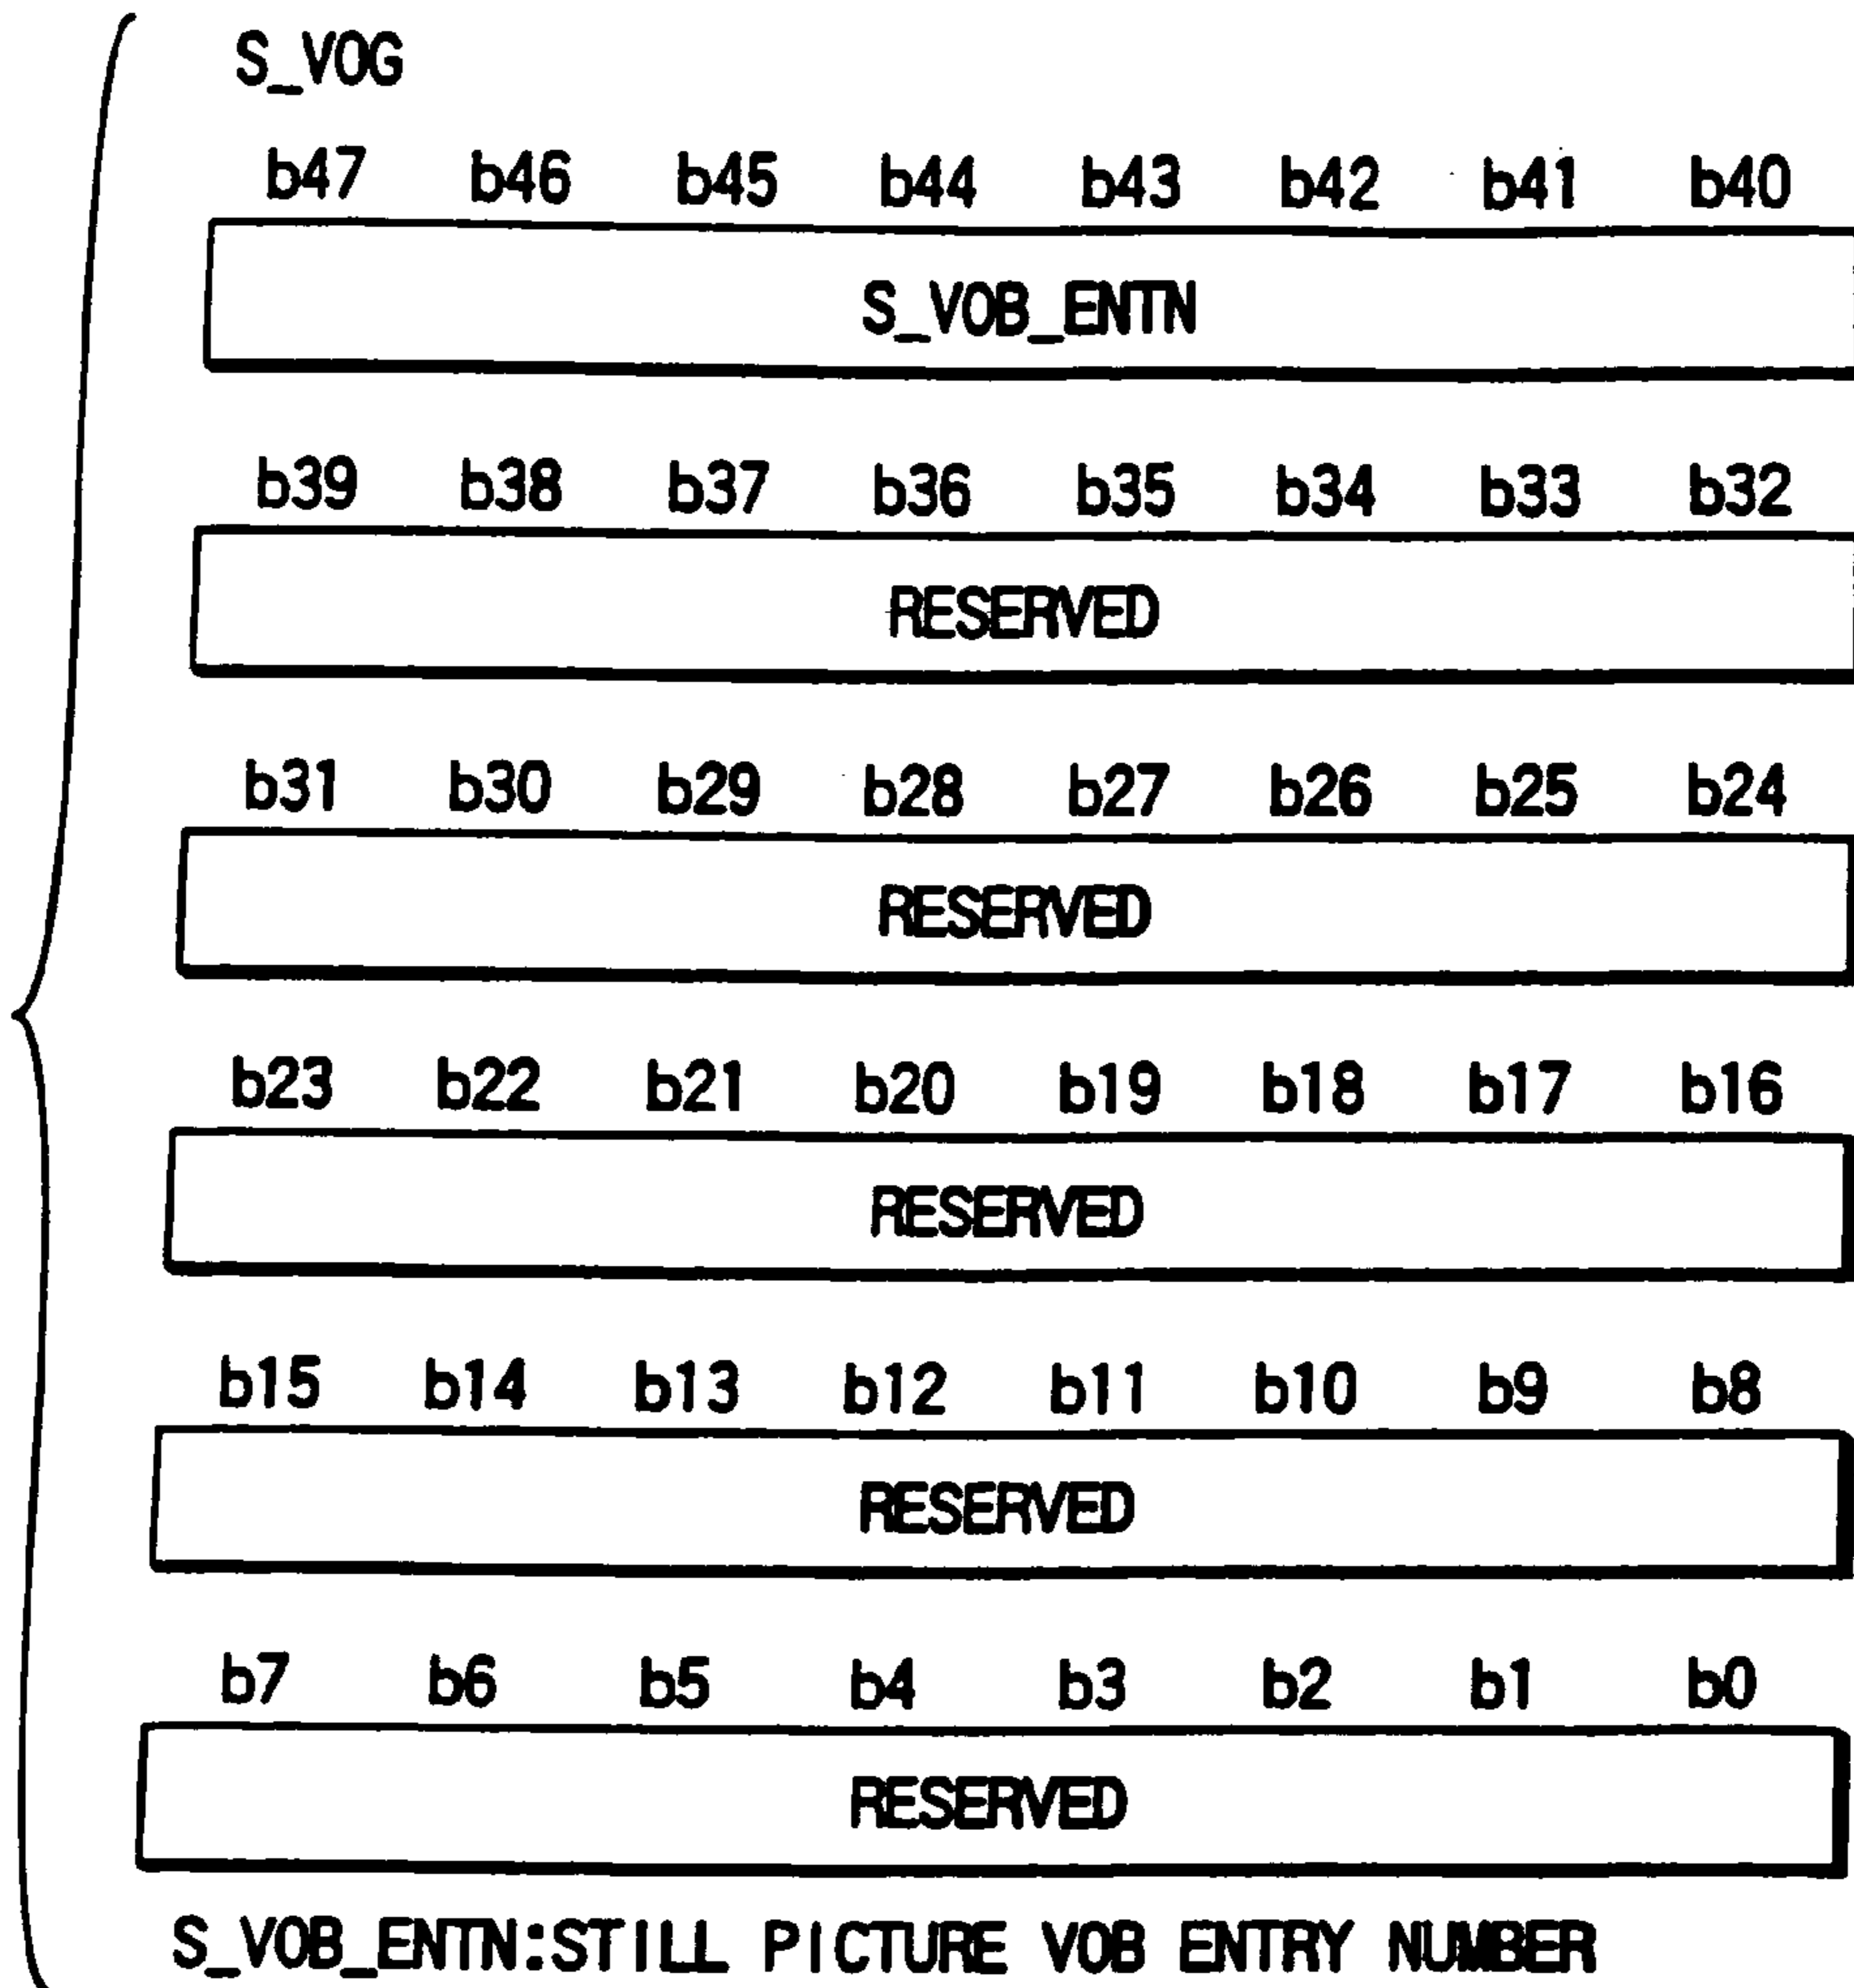 S_VOG
b47 b46 b45 b44 b43 b42 b41 b40
S_VOB_ENTN
b39 b38 b37 b36 b35 b34 b33 b32
RESERVED
b31 b30 b29 b28 b27 b26 b25 b24
RESERVED
b23 b22 b21 b20 b19 b18 b17 b16
RESERVED
b15 b14 b13 b12 b11 b10 b9 b8
RESERVED
b7 b6 b5 b4 b3 b2 b1 b0
RESERVED
S_VOB_ENTN:STILL PICTURE VOB ENTRY NUMBER